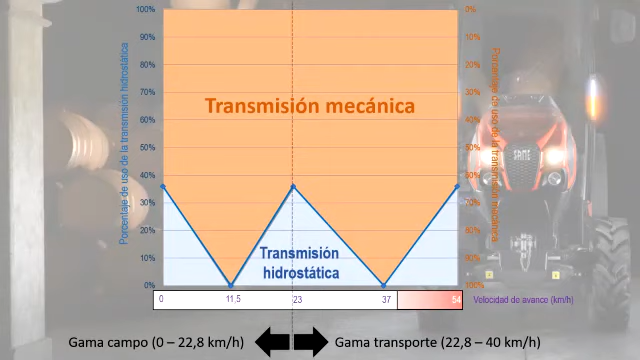 100%
90%
80%
70%
60%
50%
40%
30%
20%
10%
0%
Porcentaje de uso de la transmisión hidrostática
Transmisión mecánica
Transmisión
hidrostática
0%
10%
20%
30%
40%
50%
60%
70%
80%
90%
100%
Porcentaje de uso de la transmisión mecánica
SAME
0 11,5 23 37 54 Velocidad de avance (km/h)
Gama campo (0 – 22,8 km/h) Gama transporte (22,8 – 40 km/h)